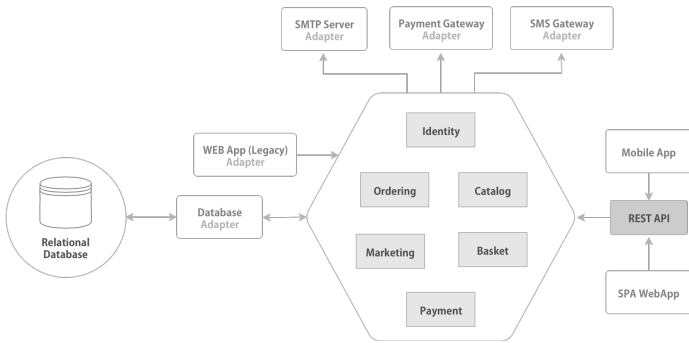 SMTP Server
Adapter
Payment Gateway
Adapter
SMS Gateway
Adapter
Identity
WEB App (Legacy)
Adapter
Mobile App
Ordering
Catalog
Database
Adapter
REST API
Relational
Database
Marketing
Basket
SPA WebApp
Payment